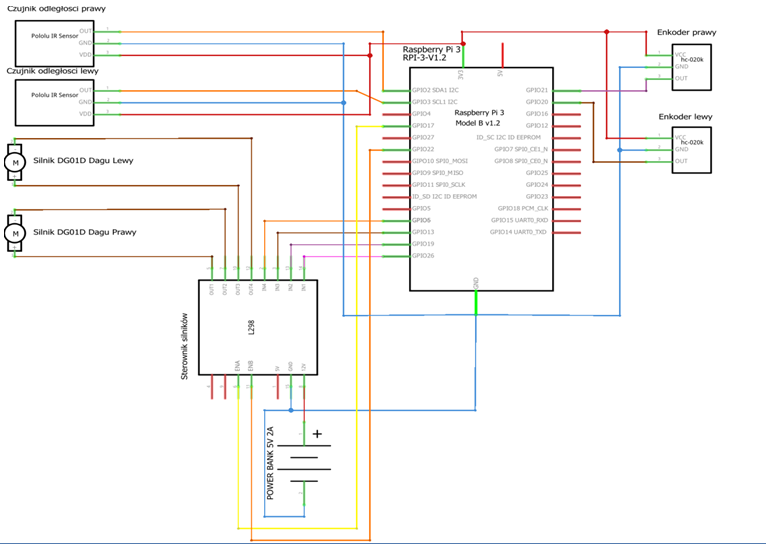 Czujnik odległości prawy
Pololu IR Sensor
OUT
GND
VDD
Czujnik odległości lewy
Pololu IR Sensor
OUT
GND
VDD
M
Silnik DG01D Dagu Lewy
M
Silnik DG01D Dagu Prawy
Raspberry Pi 3
RPI-3-V1.2
3V3
5V
Raspberry Pi 3
Model B v1.2
GPIO2 SDA1 I2C
GPIO3 SCL1 I2C
GPIO4
GPIO17
GPIO27
GPIO22
GIPO10 SPI_MOSI
GPIO9 SPI_MISO
GPIO11 SPI_SCLK
ID_SD I2C ID EEPROM
GPIO5
GPIO6
GPIO13
GPIO19
GPIO26
GPIO21
GPIO20
GPIO16
GPIO12
ID_SC I2C ID EEPROM
GPIO7 SPI_CE1_N
GPIO8 SPI_CE0_N
GPIO25
GPIO24
GPIO23
GPIO18 PCM_CLK
GPIO15 UART0_RXD
GPIO14 UART0_TXD
GND
Enkoder prawy
VCC
GND
OUT
hc-020k
Enkoder lewy
VCC
GND
OUT
hc-020k
Sterownik silników
L298
OUT1
OUT2
OUT3
OUT4
IN4
IN3
IN2
IN1
ENA
ENB
5V
GND
12V
POWER BANK 5V 2A
+